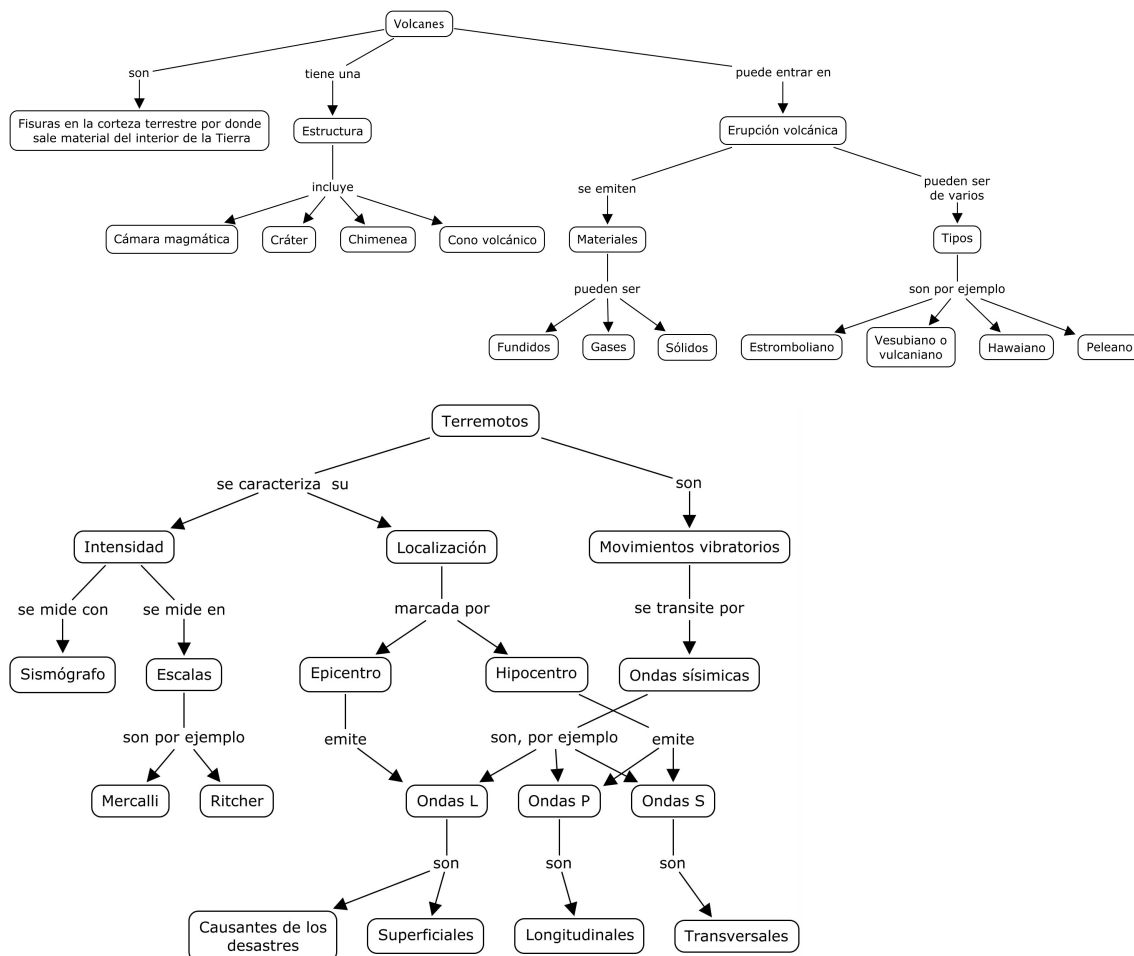 Volcanes
son
tiene una
puede entrar en
Fisuras en la corteza terrestre por donde
sale material del interior de la Tierra
Estructura
Erupción volcánica
incluye
se emiten
pueden ser
de varios
Cámara magmática
Cráter
Chimenea
Cono volcánico
Materiales
Tipos
pueden ser
son por ejemplo
Fundidos
Gases
Sólidos
Estromboliano
Vesubiano o
vulcaniano
Hawaiano
Peleano
Terremotos
se caracteriza su
son
Intensidad
Localización
Movimientos vibratorios
se mide con
se mide en
marcada por
se transite por
Sismógrafo
Escalas
Epicentro
Hipocentro
Ondas sísimicas
son por ejemplo
emite
son, por ejemplo
emite
Mercalli
Ritcher
Ondas L
Ondas P
Ondas S
son
son
son
Causantes de los
desastres
Superficiales
Longitudinales
Transversales